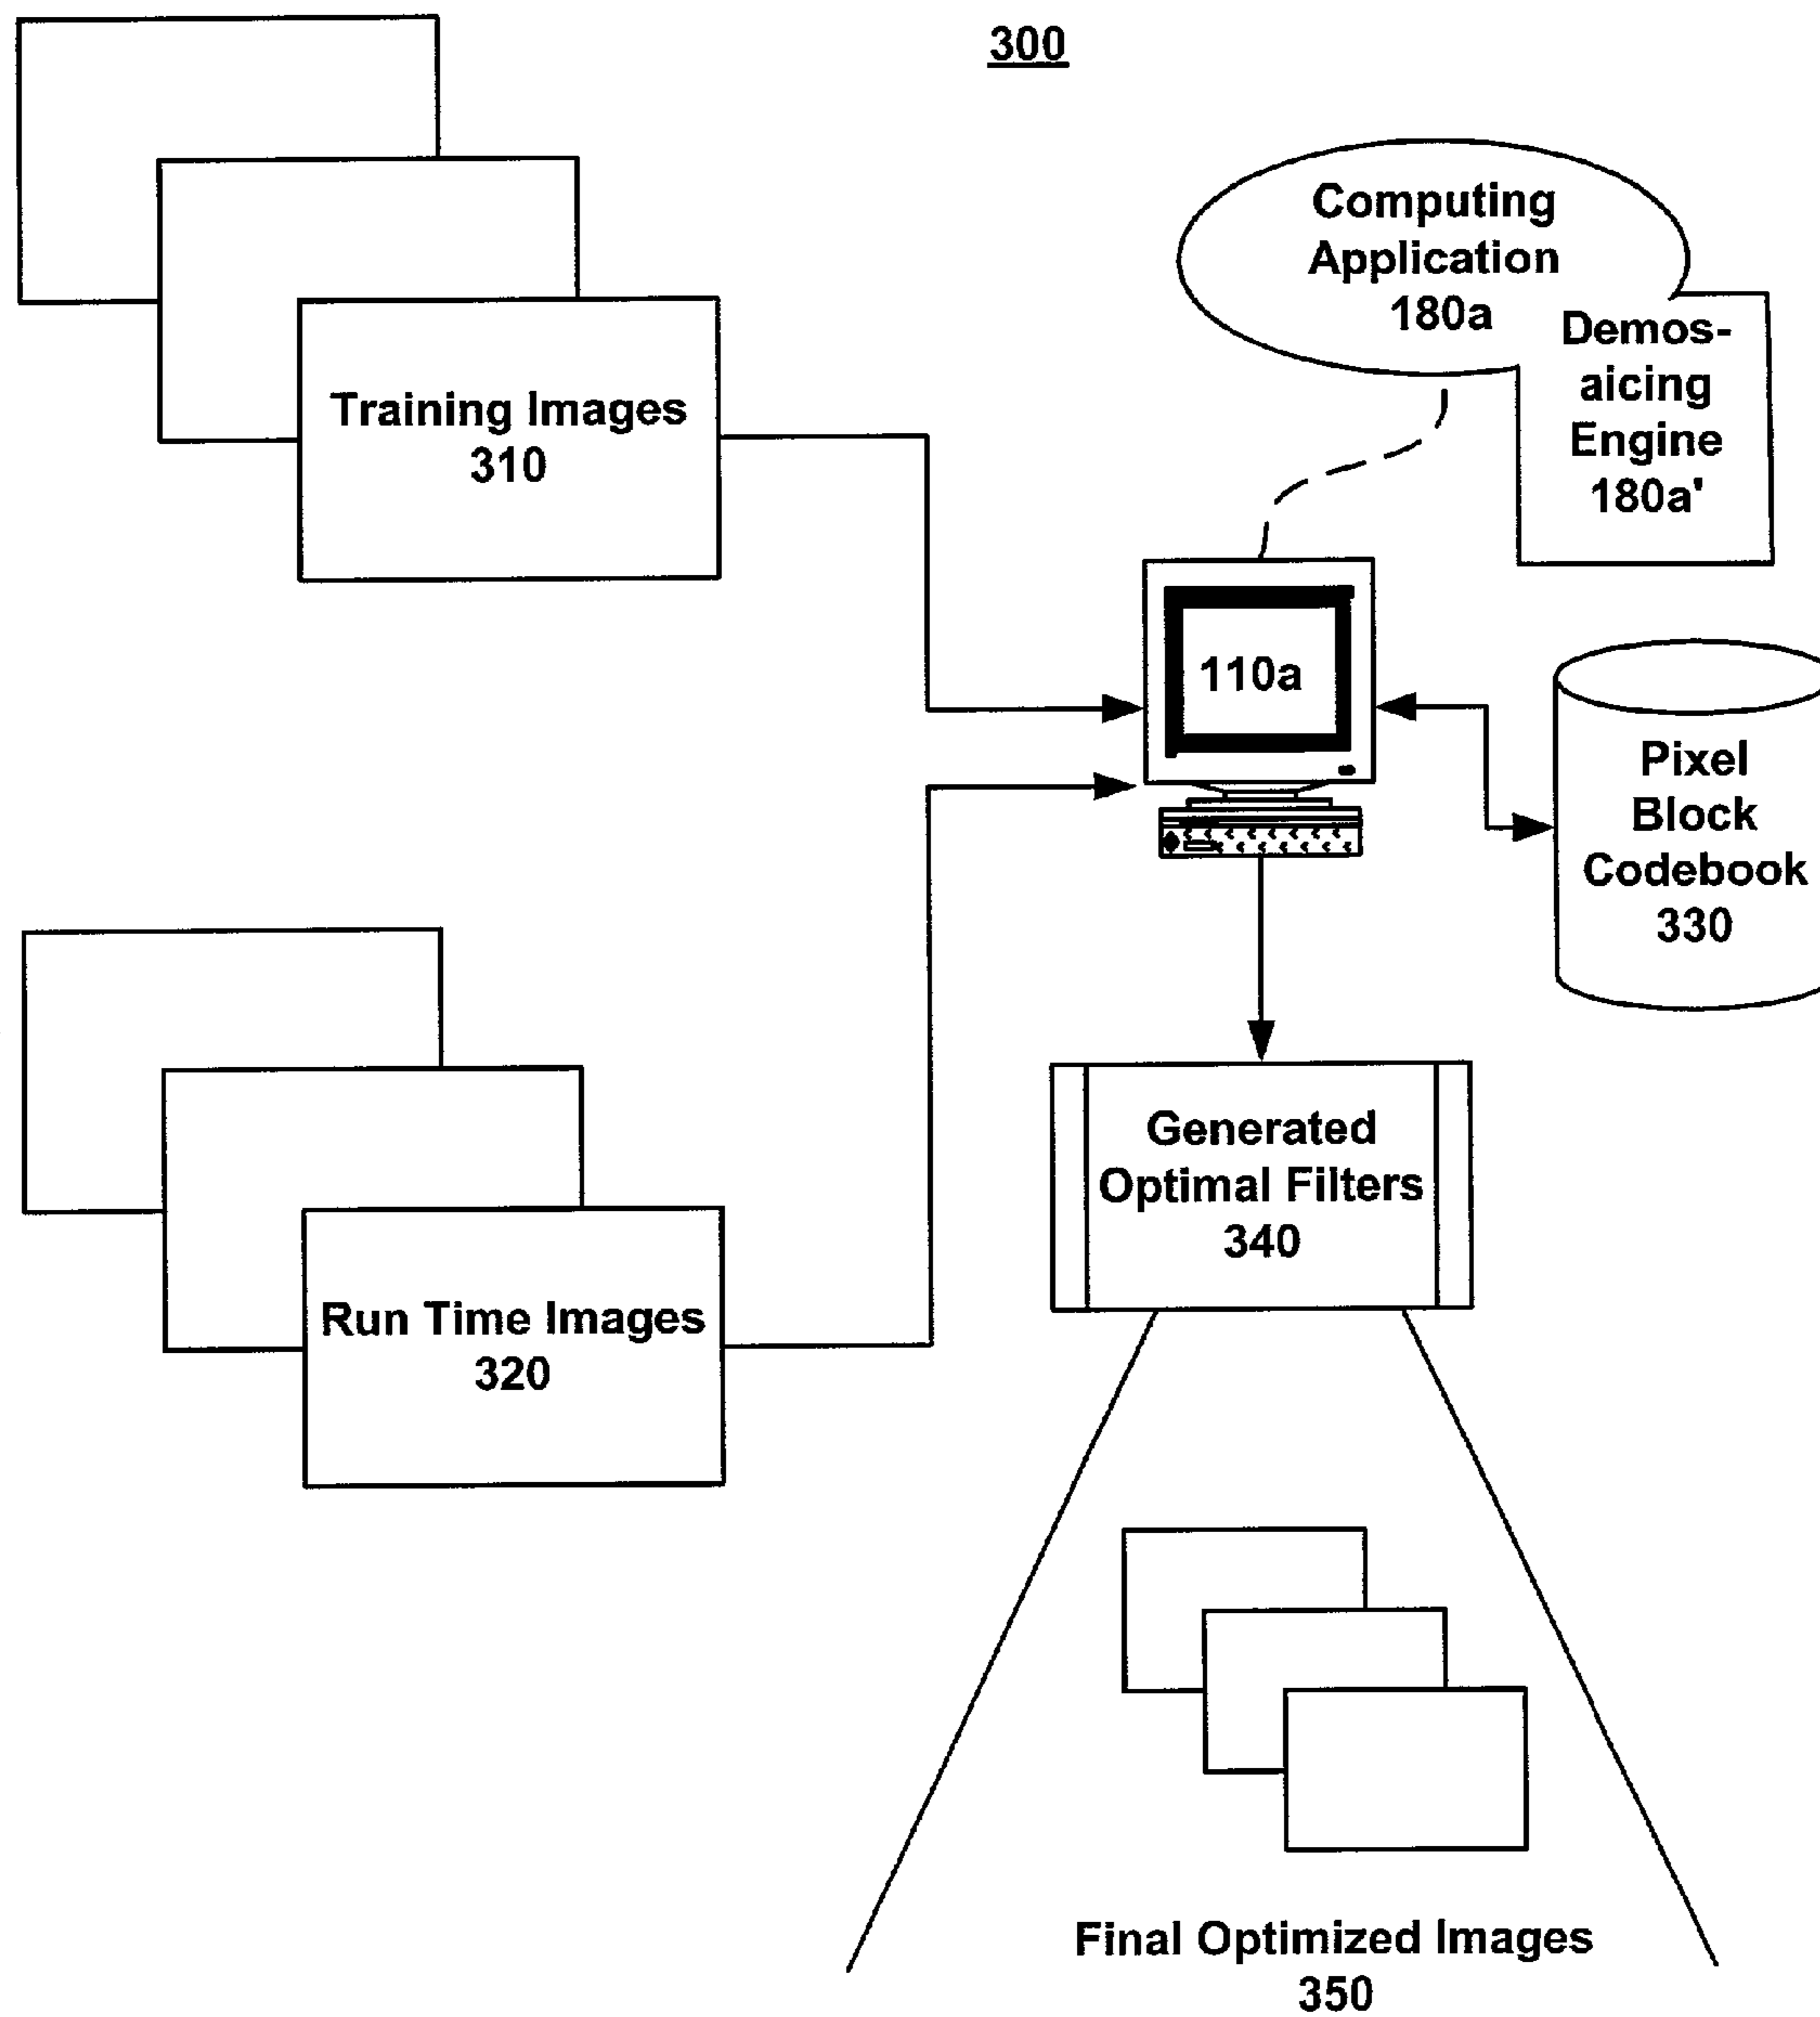 300
Computing
Application
180a
Demos-
aicing
Engine
180a'
Training Images
310
110a
Pixel
Block
Codebook
330
Generated
Optimal Filters
340
Run Time Images
320
Final Optimized Images
350